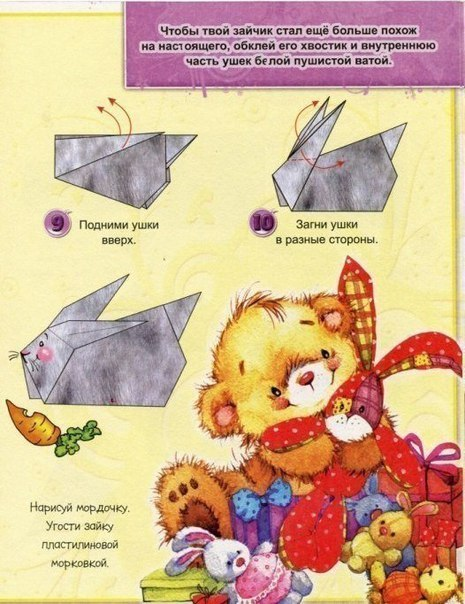 Чтобы твой зайчик стал ещё больше похож
на настоящего, обклей его хвостик и внутреннюю
часть ушек белой пушистой ватой.
9
Подними ушки
вверх.
10
Загни ушки
в разные стороны.
Нарисуй мордочку.
Угости зайку
пластилиновой
морковкой.